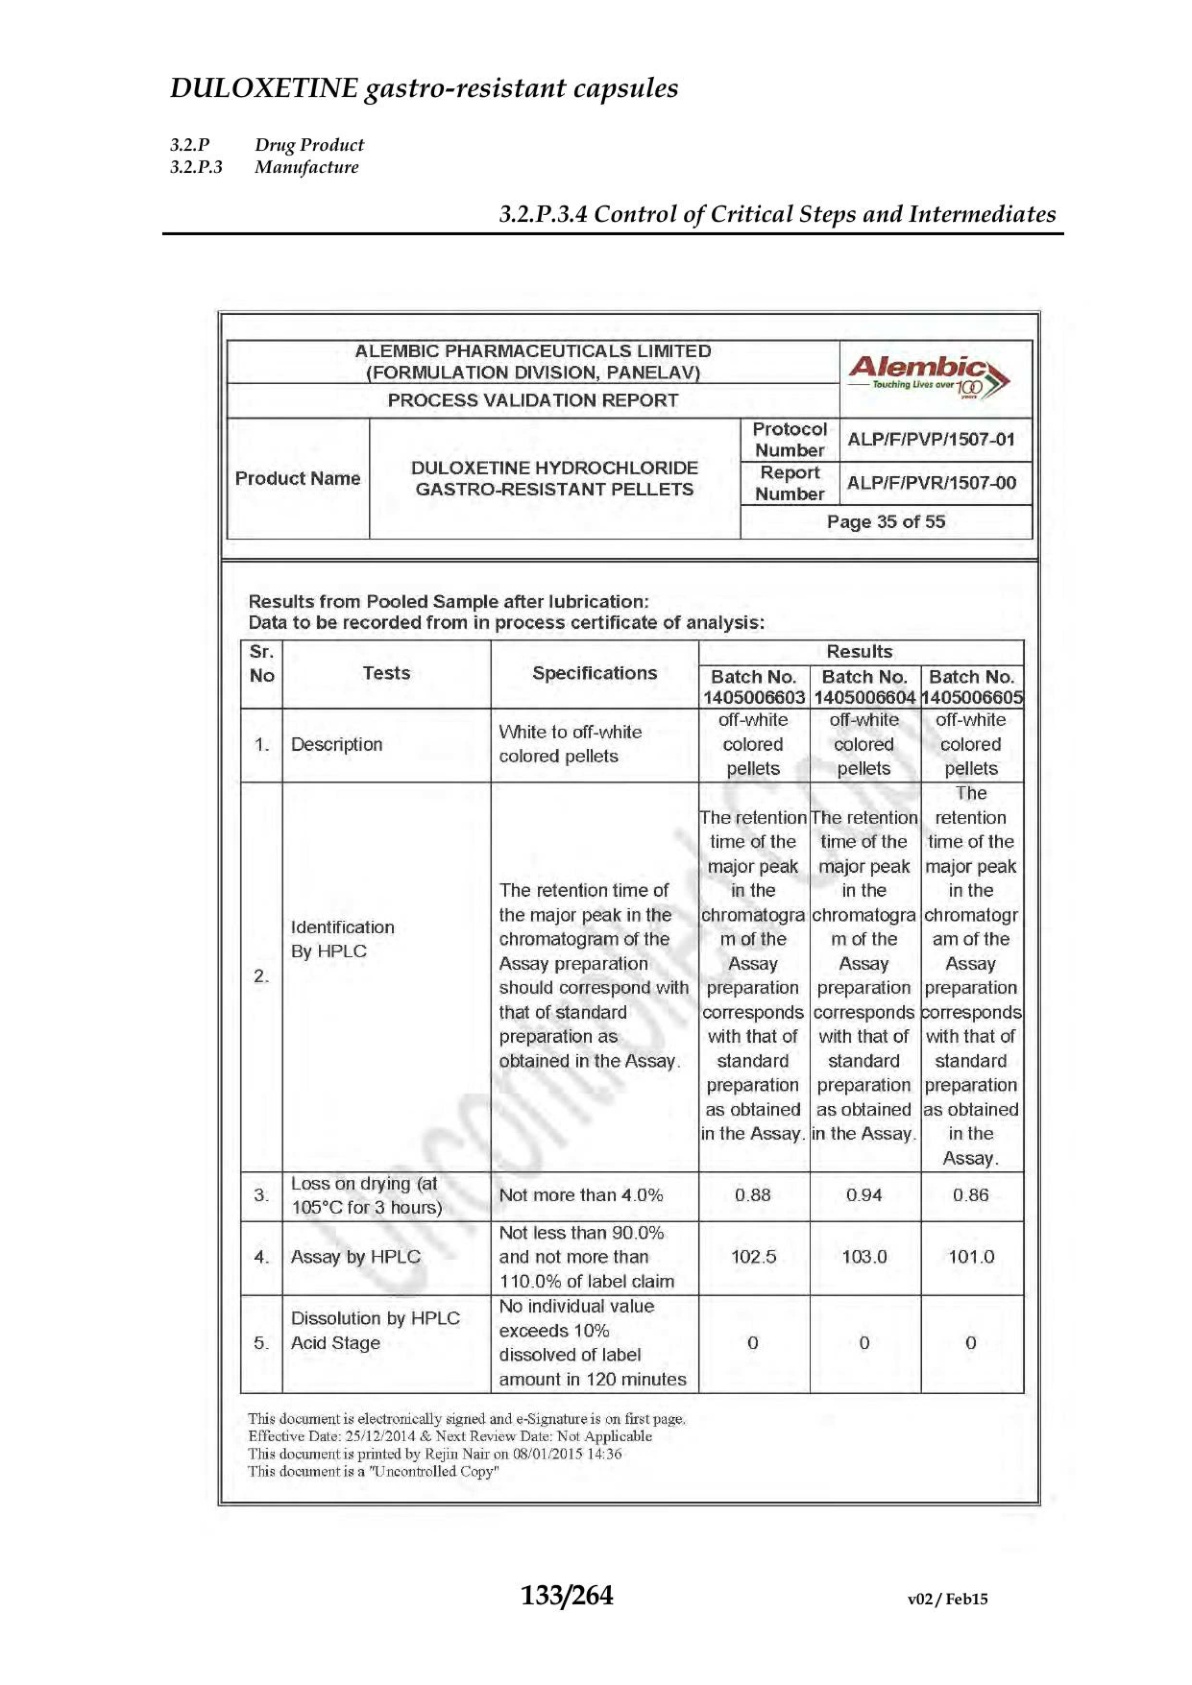 DULOXETINE gastro-resistant capsules
3.2.P Drug Product
3.2.P.3 Manufacture
3.2.P.3.4 Control of Critical Steps and Intermediates
ALEMBIC PHARMACEUTICALS LIMITED
(FORMULATION DIVISION, PANELAV)
PROCESS VALIDATION REPORT
Alembic
Touching Lives over 100
years
Product Name
DULOXETINE HYDROCHLORIDE
GASTRO-RESISTANT PELLETS
Protocol
Number
ALP/F/PVP/1507-01
Report
Number
ALP/F/PVR/1507-00
Page 35 of 55
Results from Pooled Sample after lubrication:
Data to be recorded from in process certificate of analysis:
Sr.
No
Tests
Specifications
Results
Batch No.
1405006603
Batch No.
1405006604
Batch No.
1405006605
1.
Description
White to off-white
colored pellets
off-white
colored
pellets
off-white
colored
pellets
off-white
colored
pellets
2.
Identification
By HPLC
The retention time of
the major peak in the
chromatogram of the
Assay preparation
should correspond with
that of standard
preparation as
obtained in the Assay.
The retention
time of the
major peak
in the
chromatogra
m of the
Assay
preparation
corresponds
with that of
standard
preparation
as obtained
in the Assay.
The retention
time of the
major peak
in the
chromatogra
m of the
Assay
preparation
corresponds
with that of
standard
preparation
as obtained
in the Assay.
The
retention
time of the
major peak
in the
chromatogr
am of the
Assay
preparation
corresponds
with that of
standard
preparation
as obtained
in the
Assay.
3.
Loss on drying (at
105°C for 3 hours)
Not more than 4.0%
0.88
0.94
0.86
4.
Assay by HPLC
Not less than 90.0%
and not more than
110.0% of label claim
102.5
103.0
101.0
5.
Dissolution by HPLC
Acid Stage
No individual value
exceeds 10%
dissolved of label
amount in 120 minutes
0
0
0
Uncontrolled Copy
This document is electronically signed and e-Signature is on first page.
Effective Date: 25/12/2014 & Next Review Date: Not Applicable
This document is printed by Rejin Nair on 08/01/2015 14:36
This document is a "Uncontrolled Copy"
133/264
v02 / Feb15